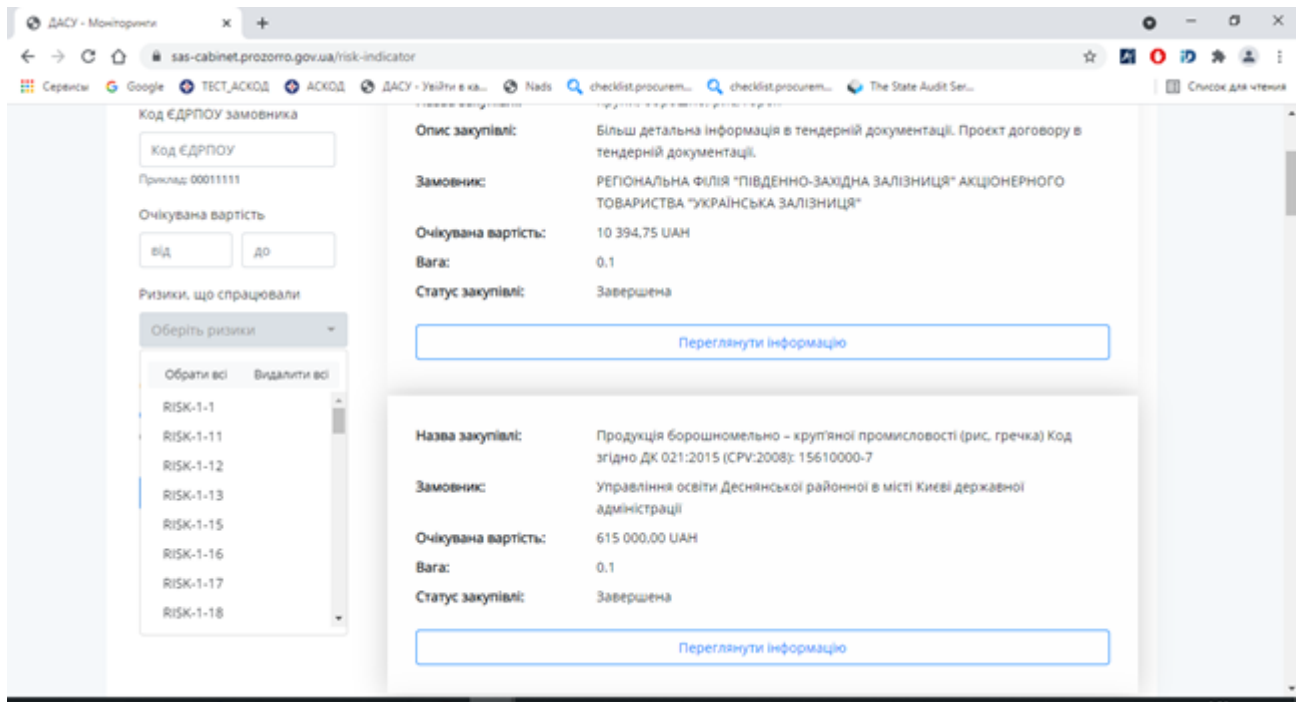 ДАСУ - Моніторинги
sas-cabinet.prozorro.gov.ua/risk-indicator
Сервисы Google ТЕСТ_АСКОД АСКОД ДАСУ - Увійти в ка... Nads checklist.procurem... checklist.procurem... The State Audit Ser... Список для чтения
Код ЄДРПОУ замовника
Код ЄДРПОУ
Приклад: 00011111
Очікувана вартість
від до
Ризики, що спрацювали
Оберіть ризики
Обрати всі Видалити всі
RISK-1-1
RISK-1-11
RISK-1-12
RISK-1-13
RISK-1-15
RISK-1-16
RISK-1-17
RISK-1-18
Опис закупівлі: Більш детальна інформація в тендерній документації. Проєкт договору в
тендерній документації.
Замовник: РЕГІОНАЛЬНА ФІЛІЯ "ПІВДЕННО-ЗАХІДНА ЗАЛІЗНИЦЯ" АКЦІОНЕРНОГО
ТОВАРИСТВА "УКРАЇНСЬКА ЗАЛІЗНИЦЯ"
Очікувана вартість: 10 394,75 UAH
Вага: 0.1
Статус закупівлі: Завершена
Переглянути інформацію
Назва закупівлі: Продукція борошномельно – круп'яної промисловості (рис, гречка) Код
згідно ДК 021:2015 (CPV:2008): 15610000-7
Замовник: Управління освіти Деснянської районної в місті Києві державної
адміністрації
Очікувана вартість: 615 000,00 UAH
Вага: 0.1
Статус закупівлі: Завершена
Переглянути інформацію